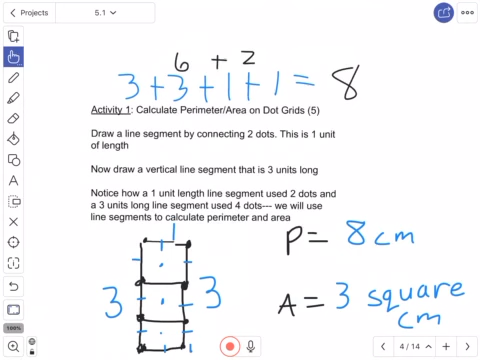 Projects
5.1
6 + 2
3 + 3 + 1 + 1 = 8
Activity 1: Calculate Perimeter/Area on Dot Grids (5)
Draw a line segment by connecting 2 dots. This is 1 unit
of length
Now draw a vertical line segment that is 3 units long
Notice how a 1 unit length line segment used 2 dots and
a 3 units long line segment used 4 dots--- we will use
line segments to calculate perimeter and area
1
P = 8 cm
3
3
A = 3 square
cm
1
100%
4 / 14